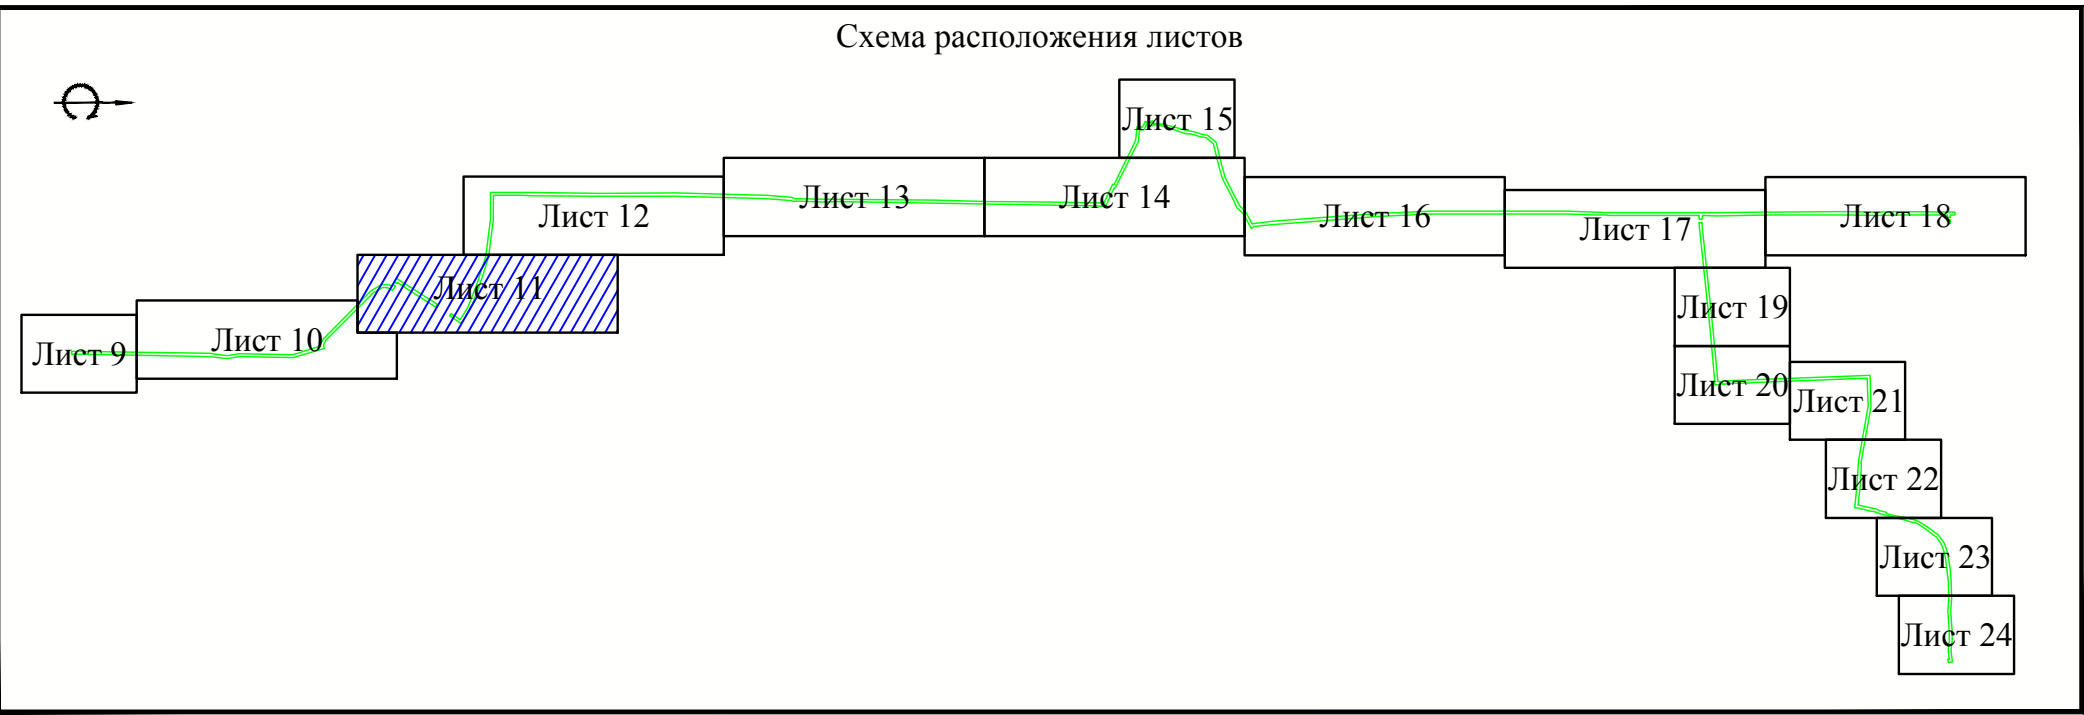 Схема расположения листов
Лист 9
Лист 10
Лист 11
Лист 12
Лист 13
Лист 14
Лист 15
Лист 16
Лист 17
Лист 18
Лист 19
Лист 20
Лист 21
Лист 22
Лист 23
Лист 24